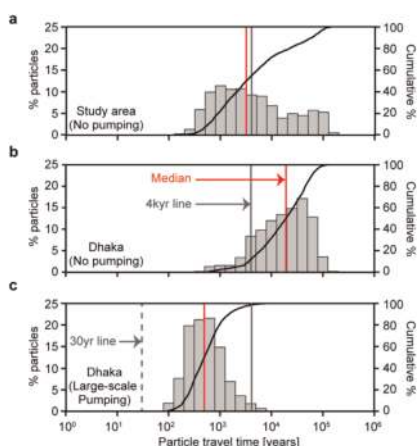 a
25
20
15
10
5
0
% particles
Study area
(No pumping)
100
80
60
40
20
0
Cumulative %
b
25
20
15
10
5
0
% particles
Median
4kyr line
Dhaka
(No pumping)
100
80
60
40
20
0
Cumulative %
c
25
20
15
10
5
0
% particles
30yr line
Dhaka
(Large-scale
Pumping)
100
80
60
40
20
0
Cumulative %
10⁰ 10¹ 10² 10³ 10⁴ 10⁵ 10⁶
Particle travel time [years]